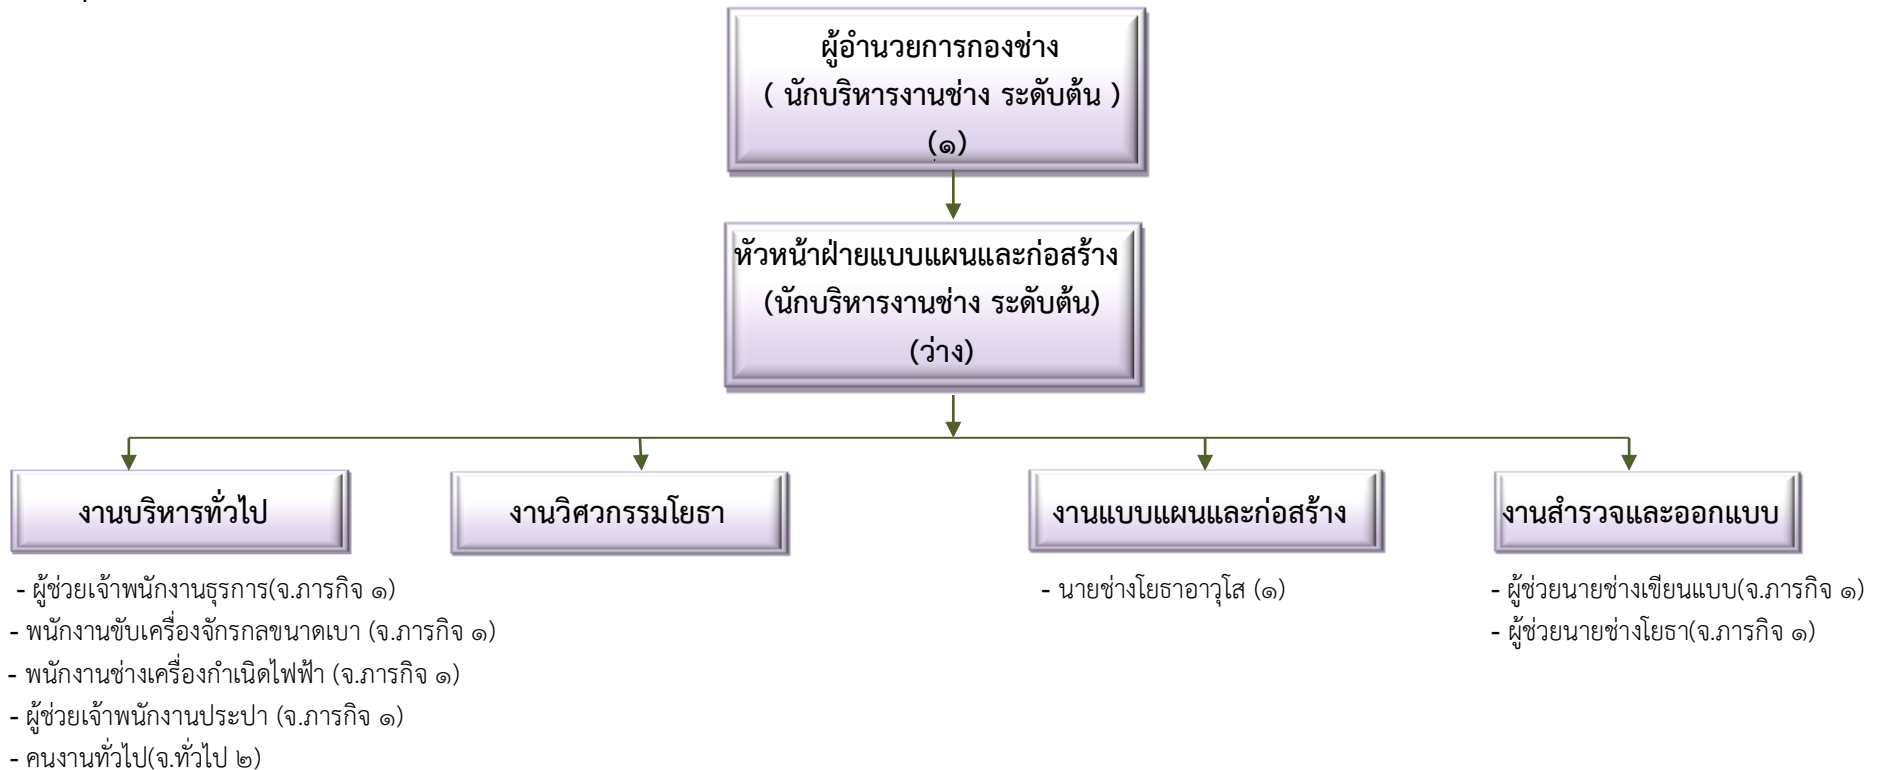 ผู้อำนวยการกองช่าง
( นักบริหารงานช่าง ระดับต้น )
(๑)
หัวหน้าฝ่ายแบบแผนและก่อสร้าง
(นักบริหารงานช่าง ระดับต้น)
(ว่าง)
งานบริหารทั่วไป
งานวิศวกรรมโยธา
งานแบบแผนและก่อสร้าง
งานสำรวจและออกแบบ
- ผู้ช่วยเจ้าพนักงานธุรการ(จ.ภารกิจ ๑)
- พนักงานขับเครื่องจักรกลขนาดเบา (จ.ภารกิจ ๑)
- พนักงานช่างเครื่องกำเนิดไฟฟ้า (จ.ภารกิจ ๑)
- ผู้ช่วยเจ้าพนักงานประปา (จ.ภารกิจ ๑)
- คนงานทั่วไป(จ.ทั่วไป ๒)
- นายช่างโยธาอาวุโส (๑)
- ผู้ช่วยนายช่างเขียนแบบ(จ.ภารกิจ ๑)
- ผู้ช่วยนายช่างโยธา(จ.ภารกิจ ๑)